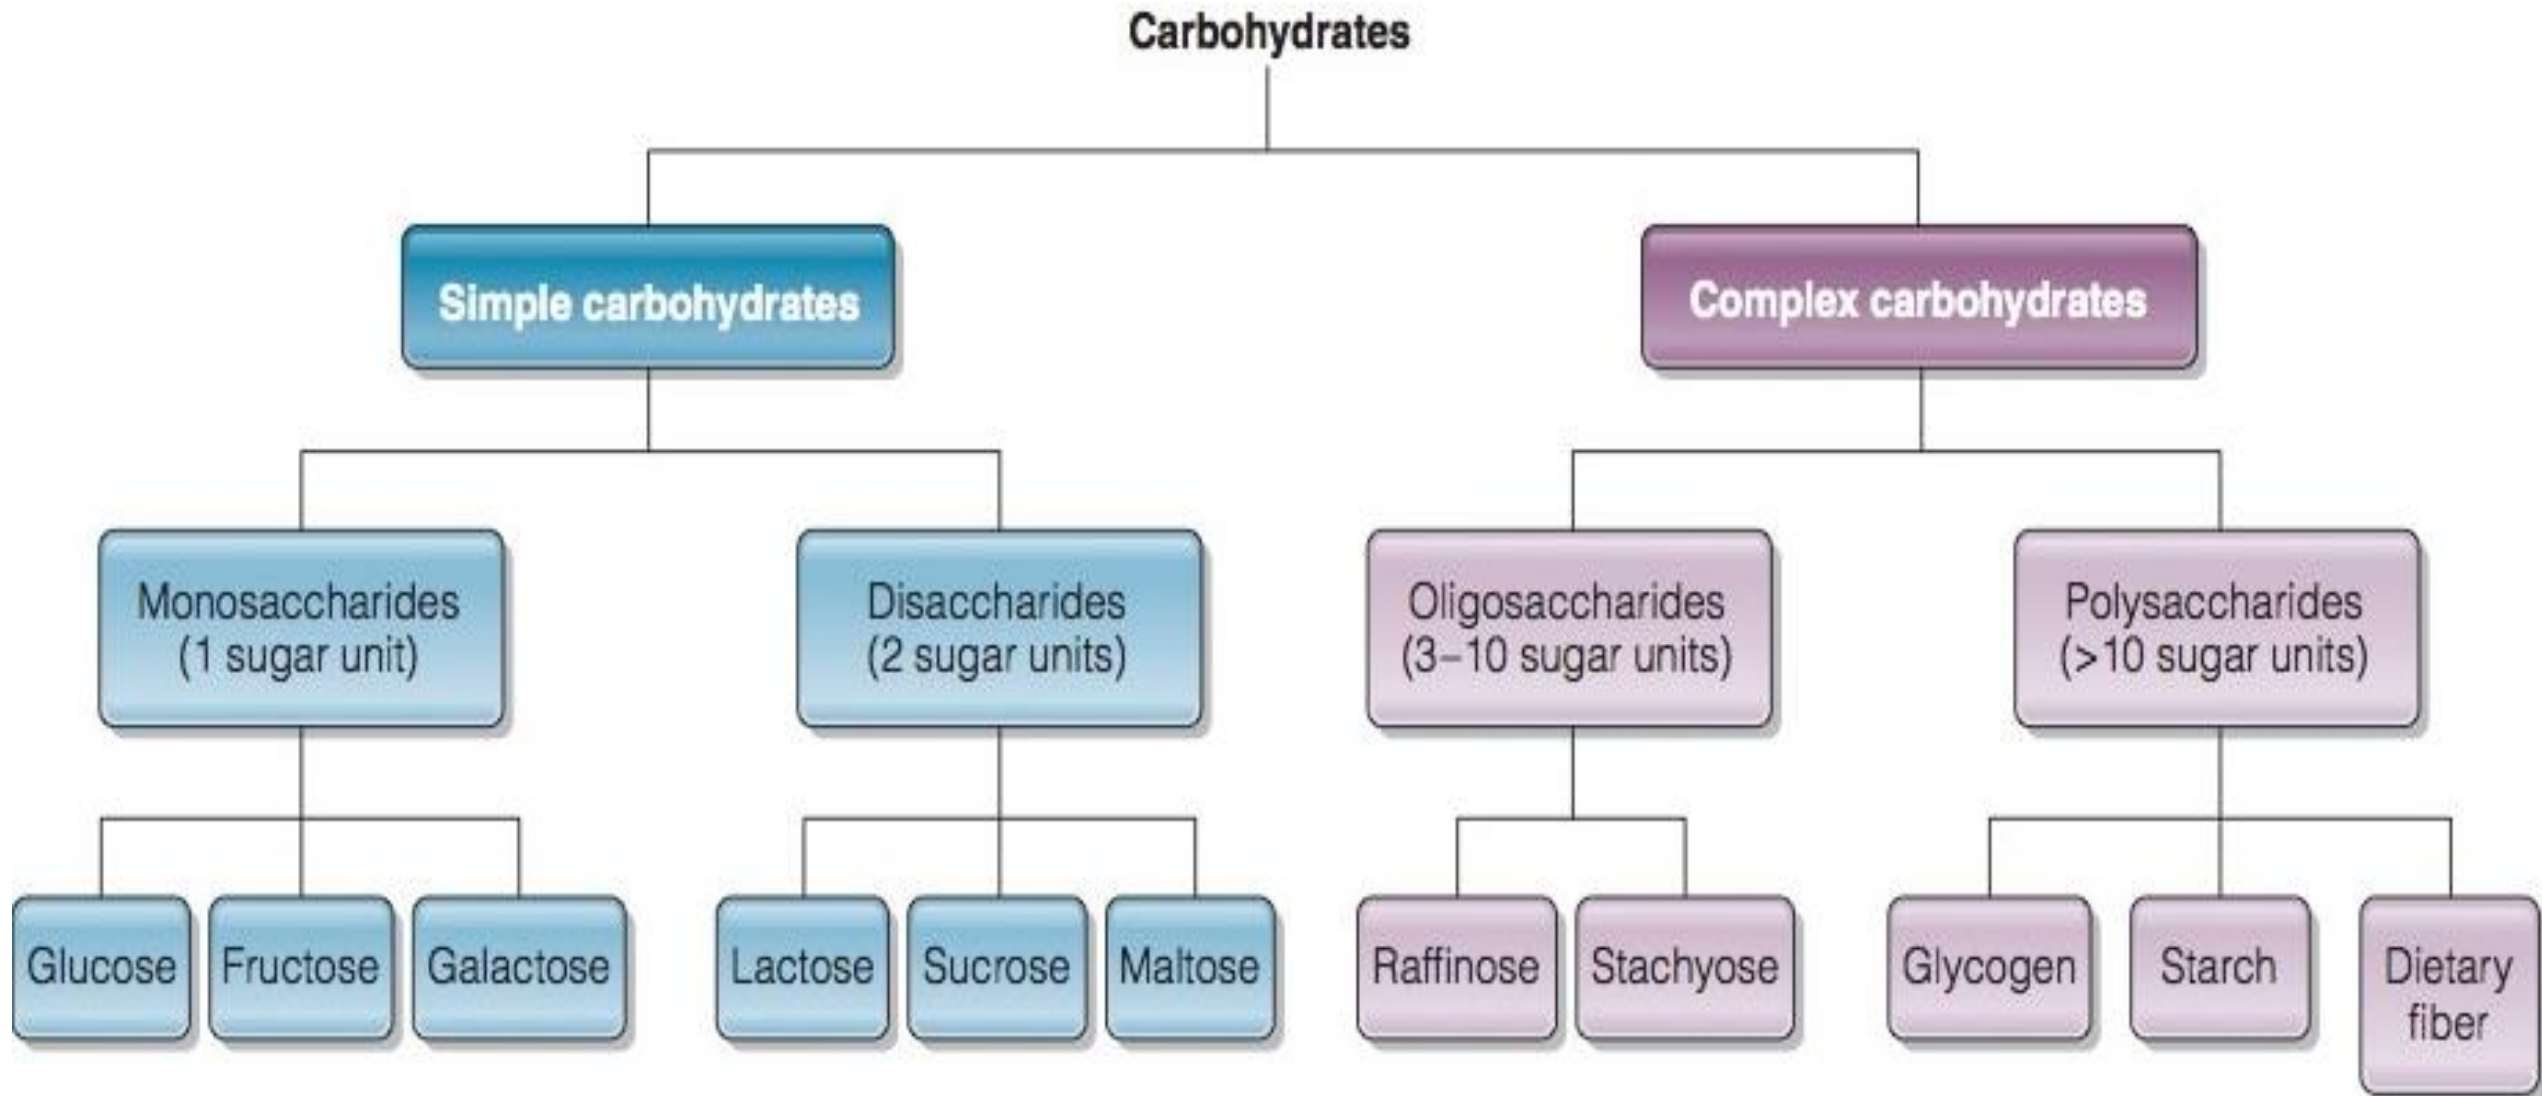 Carbohydrates
Simple carbohydrates
Complex carbohydrates
Monosaccharides
(1 sugar unit)
Disaccharides
(2 sugar units)
Oligosaccharides
(3–10 sugar units)
Polysaccharides
(>10 sugar units)
Glucose
Fructose
Galactose
Lactose
Sucrose
Maltose
Raffinose
Stachyose
Glycogen
Starch
Dietary
fiber